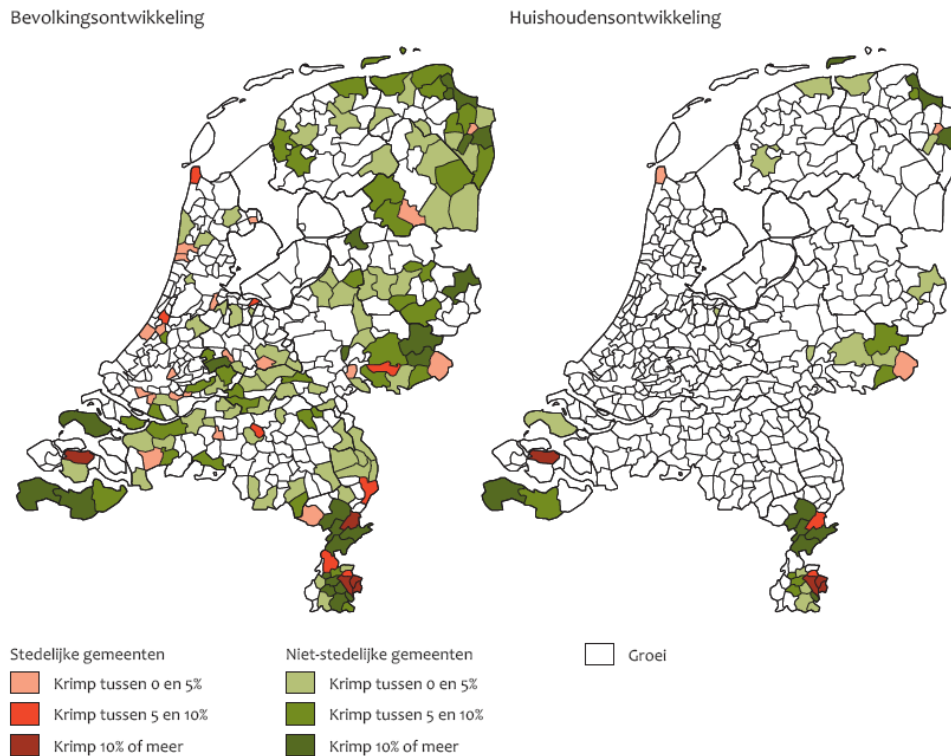 Bevolkingsontwikkeling
Huishoudensontwikkeling
Stedelijke gemeenten
Krimp tussen 0 en 5%
Krimp tussen 5 en 10%
Krimp 10% of meer
Niet-stedelijke gemeenten
Krimp tussen 0 en 5%
Krimp tussen 5 en 10%
Krimp 10% of meer
Groei